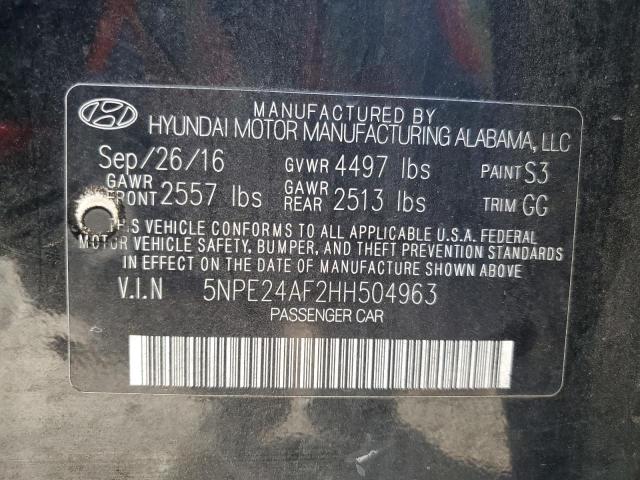 MANUFACTURED BY
HYUNDAI MOTOR MANUFACTURING ALABAMA, LLC
Sep/26/16 GVWR 4497 lbs PAINT S3
GAWR FRONT 2557 lbs GAWR REAR 2513 lbs TRIM GG
THIS VEHICLE CONFORMS TO ALL APPLICABLE U.S.A. FEDERAL
MOTOR VEHICLE SAFETY, BUMPER, AND THEFT PREVENTION STANDARDS
IN EFFECT ON THE DATE OF MANUFACTURE SHOWN ABOVE
V.I.N 5NPE24AF2HH504963
PASSENGER CAR